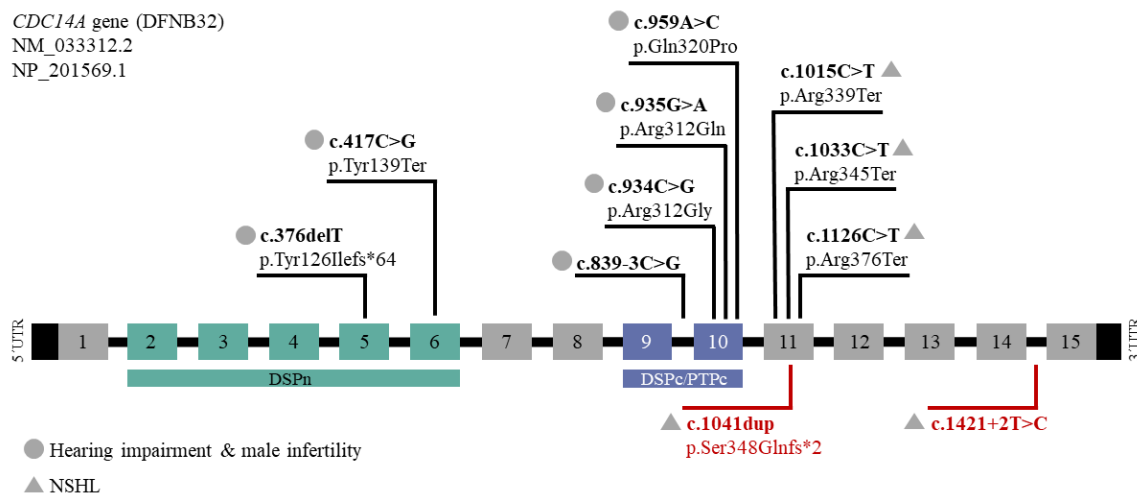 CDC14A gene (DFNB32)
NM_033312.2
NP_201569.1
c.959A>C
p.Gln320Pro
c.1015C>T
p.Arg339Ter
c.935G>A
p.Arg312Gln
c.417C>G
p.Tyr139Ter
c.1033C>T
p.Arg345Ter
c.934C>G
p.Arg312Gly
c.376delT
p.Tyr126Ilefs*64
c.1126C>T
p.Arg376Ter
c.839-3C>G
5´UTR
1 2 3 4 5 6 7 8 9 10 11 12 13 14 15
3´UTR
DSPn
DSPc/PTPc
c.1041dup
p.Ser348Glnfs*2
c.1421+2T>C
Hearing impairment & male infertility
NSHL